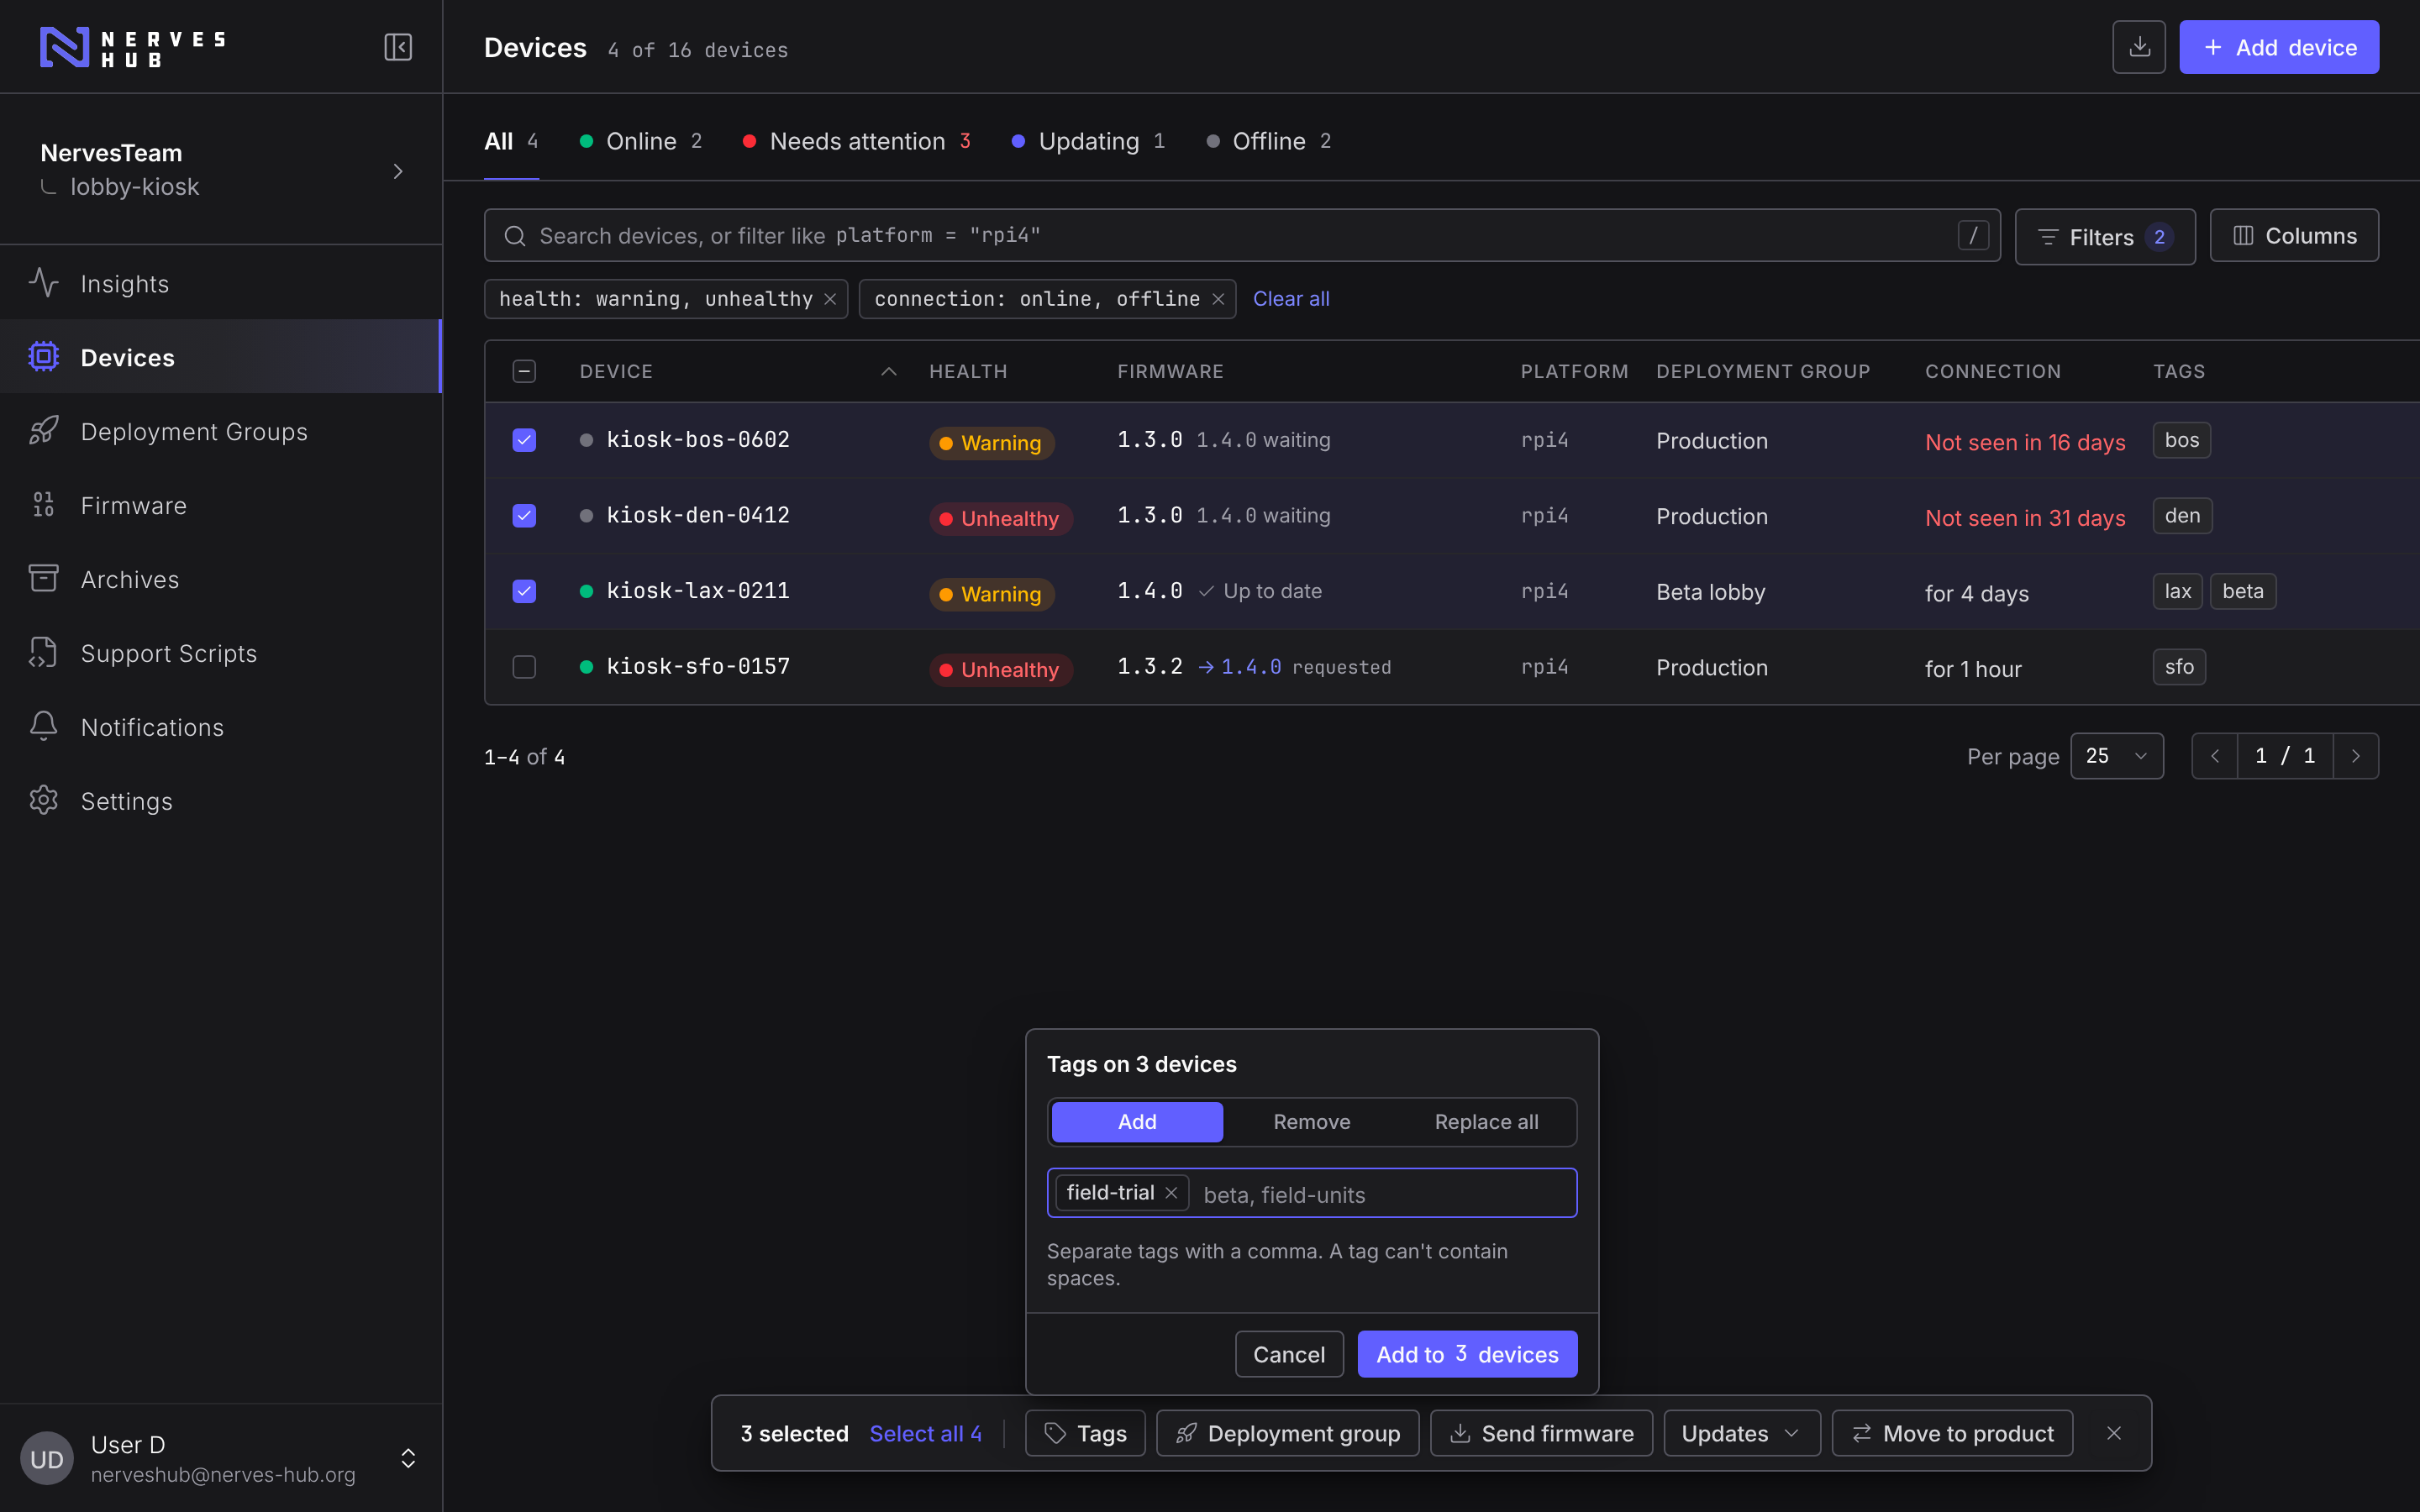 NERVES
HUB
NervesTeam
lobby-kiosk
Insights
Devices
Deployment Groups
Firmware
Archives
Support Scripts
Notifications
Settings
UD
User D
nerveshub@nerves-hub.org
Devices 4 of 16 devices
Add device
All 4 Online 2 Needs attention 3 Updating 1 Offline 2
Search devices, or filter like platform = "rpi4" /
Filters 2
Columns
health: warning, unhealthy connection: online, offline Clear all
DEVICE HEALTH FIRMWARE PLATFORM DEPLOYMENT GROUP CONNECTION TAGS
kiosk-bos-0602 Warning 1.3.0 1.4.0 waiting rpi4 Production Not seen in 16 days bos
kiosk-den-0412 Unhealthy 1.3.0 1.4.0 waiting rpi4 Production Not seen in 31 days den
kiosk-lax-0211 Warning 1.4.0 Up to date rpi4 Beta lobby for 4 days lax beta
kiosk-sfo-0157 Unhealthy 1.3.2 → 1.4.0 requested rpi4 Production for 1 hour sfo
1–4 of 4
Per page 25
1 / 1
Tags on 3 devices
Add Remove Replace all
field-trial beta, field-units
Separate tags with a comma. A tag can't contain
spaces.
Cancel Add to 3 devices
3 selected Select all 4 Tags Deployment group Send firmware Updates Move to product